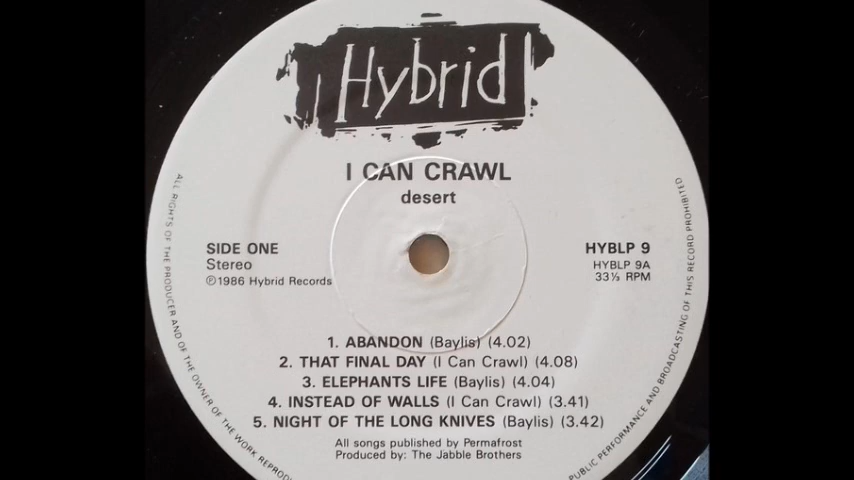 Hybrid
I CAN CRAWL
desert
SIDE ONE
Stereo
℗1986 Hybrid Records
HYBLP 9
HYBLP 9A
33⅓ RPM
1. ABANDON (Baylis) (4.02)
2. THAT FINAL DAY (I Can Crawl) (4.08)
3. ELEPHANTS LIFE (Baylis) (4.04)
4. INSTEAD OF WALLS (I Can Crawl) (3.41)
5. NIGHT OF THE LONG KNIVES (Baylis) (3.42)
All songs published by Permafrost
Produced by: The Jabble Brothers
ALL RIGHTS OF THE PRODUCER AND OF THE OWNER OF THE WORK
PUBLIC PERFORMANCE AND BROADCASTING OF THIS RECORD PROHIBITED